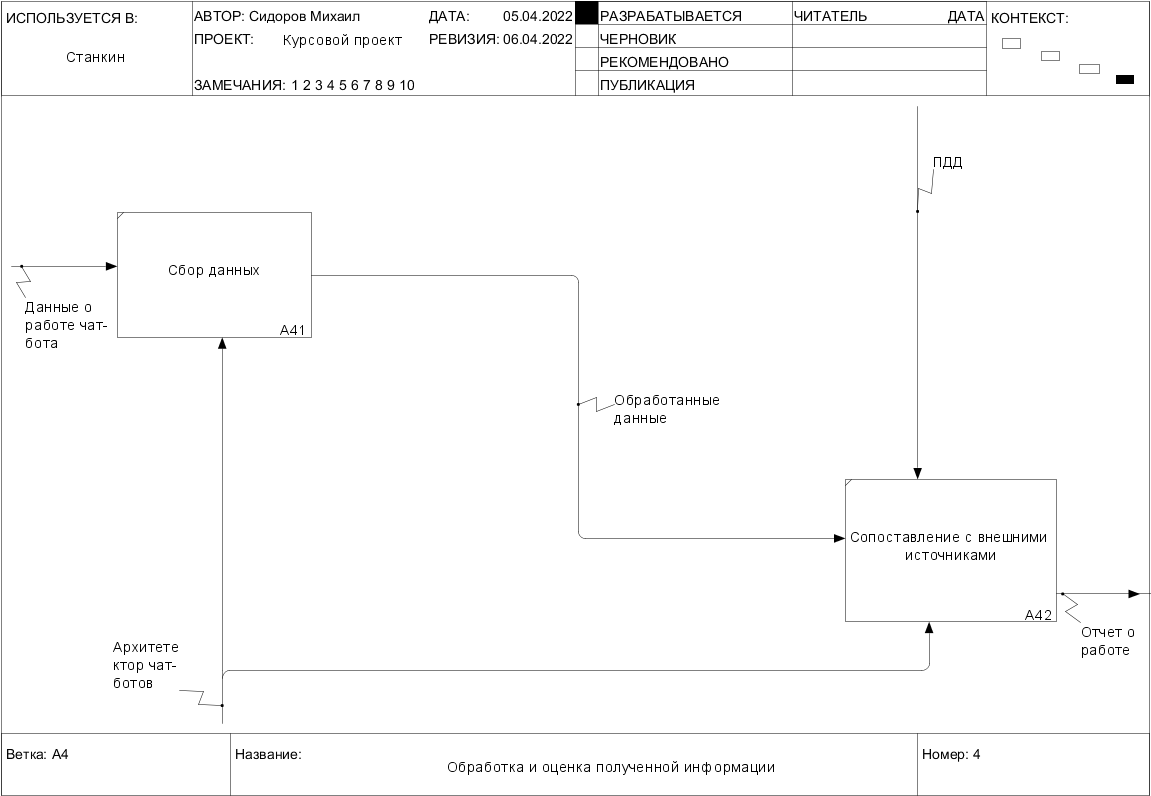 ИСПОЛЬЗУЕТСЯ В:
Станкин
АВТОР: Сидоров Михаил
ДАТА: 05.04.2022
ПРОЕКТ: Курсовой проект
РЕВИЗИЯ: 06.04.2022
ЗАМЕЧАНИЯ: 1 2 3 4 5 6 7 8 9 10
РАЗРАБАТЫВАЕТСЯ
ЧЕРНОВИК
РЕКОМЕНДОВАНО
ПУБЛИКАЦИЯ
ЧИТАТЕЛЬ ДАТА
КОНТЕКСТ:
ПДД
Сбор данных
A41
Данные о
работе чат-
бота
Обработанные
данные
Сопоставление с внешними
источниками
A42
Отчет о
работе
Архитете
ктор чат-
ботов
Ветка: A4
Название:
Обработка и оценка полученной информации
Номер: 4